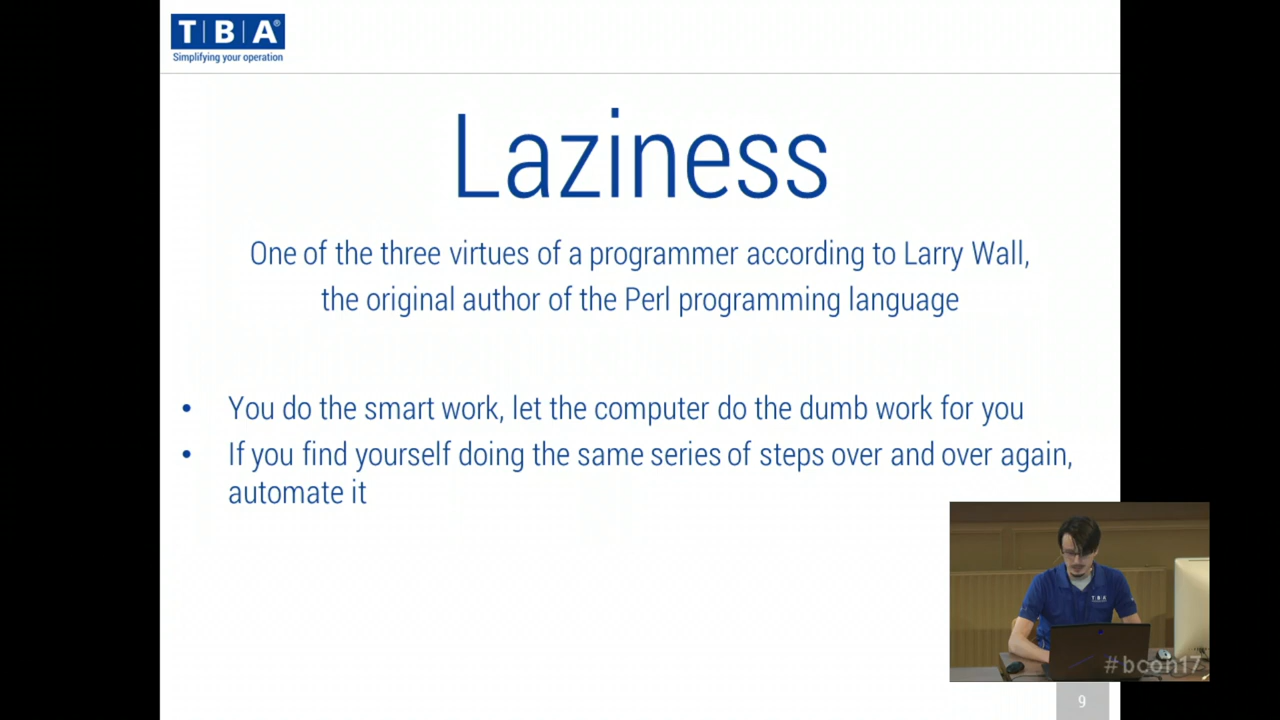 T|B|A®
Simplifying your operation
Laziness
One of the three virtues of a programmer according to Larry Wall,
the original author of the Perl programming language
• You do the smart work, let the computer do the dumb work for you
• If you find yourself doing the same series of steps over and over again,
automate it
T|B|A
#bcon17
9